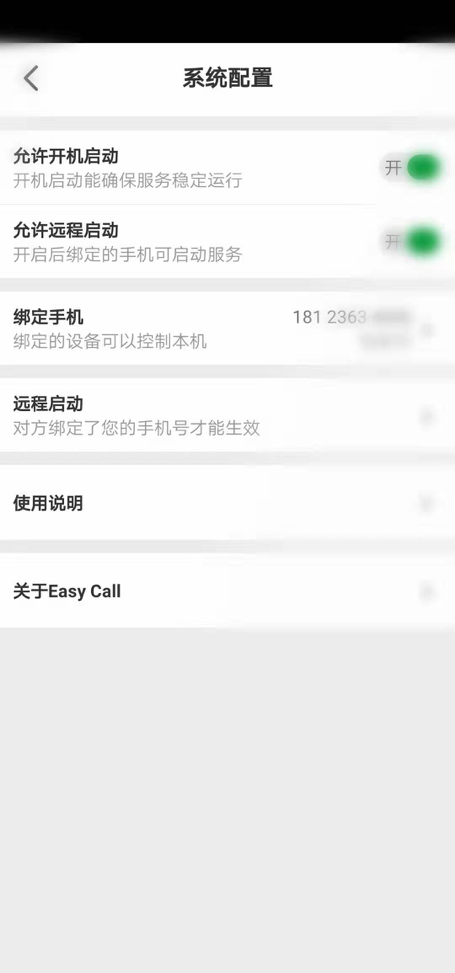 系统配置
允许开机启动
开
开机启动能确保服务稳定运行
允许远程启动
开
开启后绑定的手机可启动服务
绑定手机
181 2363
绑定的设备可以控制本机
远程启动
对方绑定了您的手机号才能生效
使用说明
关于Easy Call